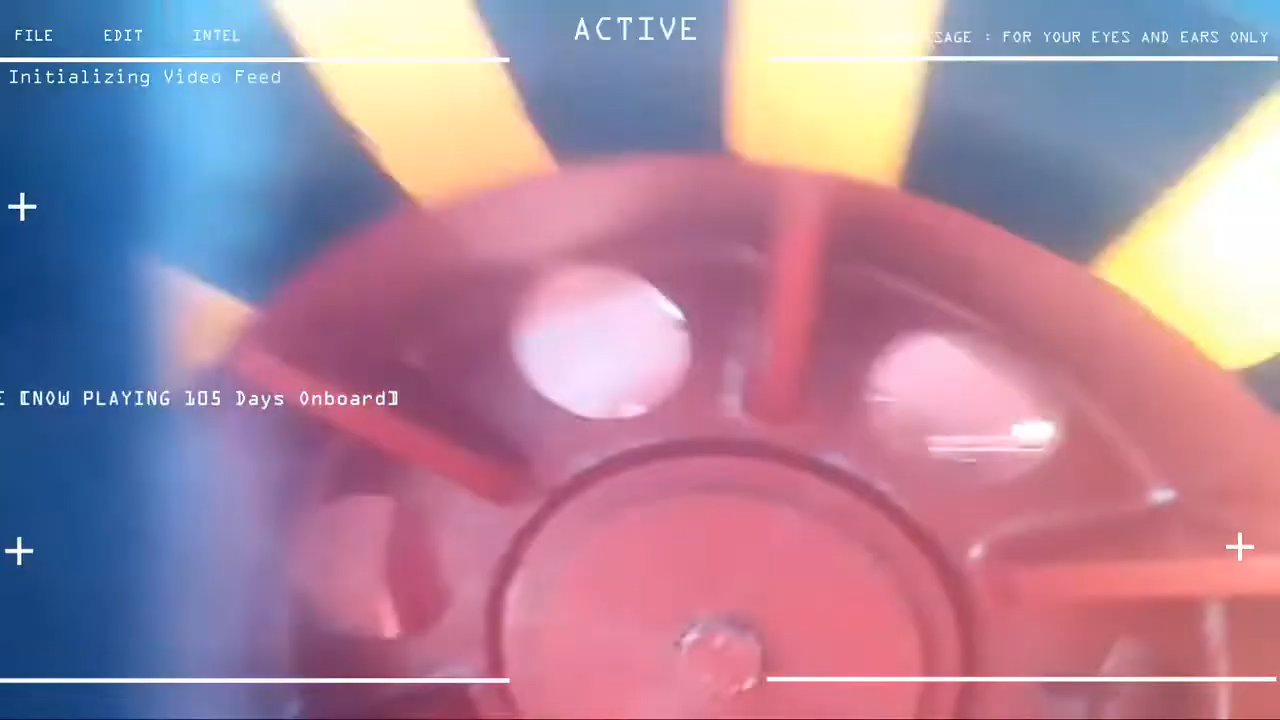 ACTIVE
FILE EDIT INTEL
SAGE : FOR YOUR EYES AND EARS ONLY
Initializing Video Feed
[NOW PLAYING 105 Days Onboard]